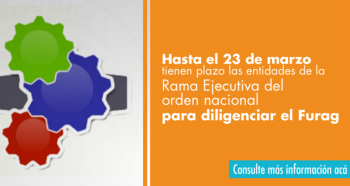 Hasta el 23 de marzo
tienen plazo las entidades de la
Rama Ejecutiva del
orden nacional
para diligenciar el Furag
Consulte más información acá